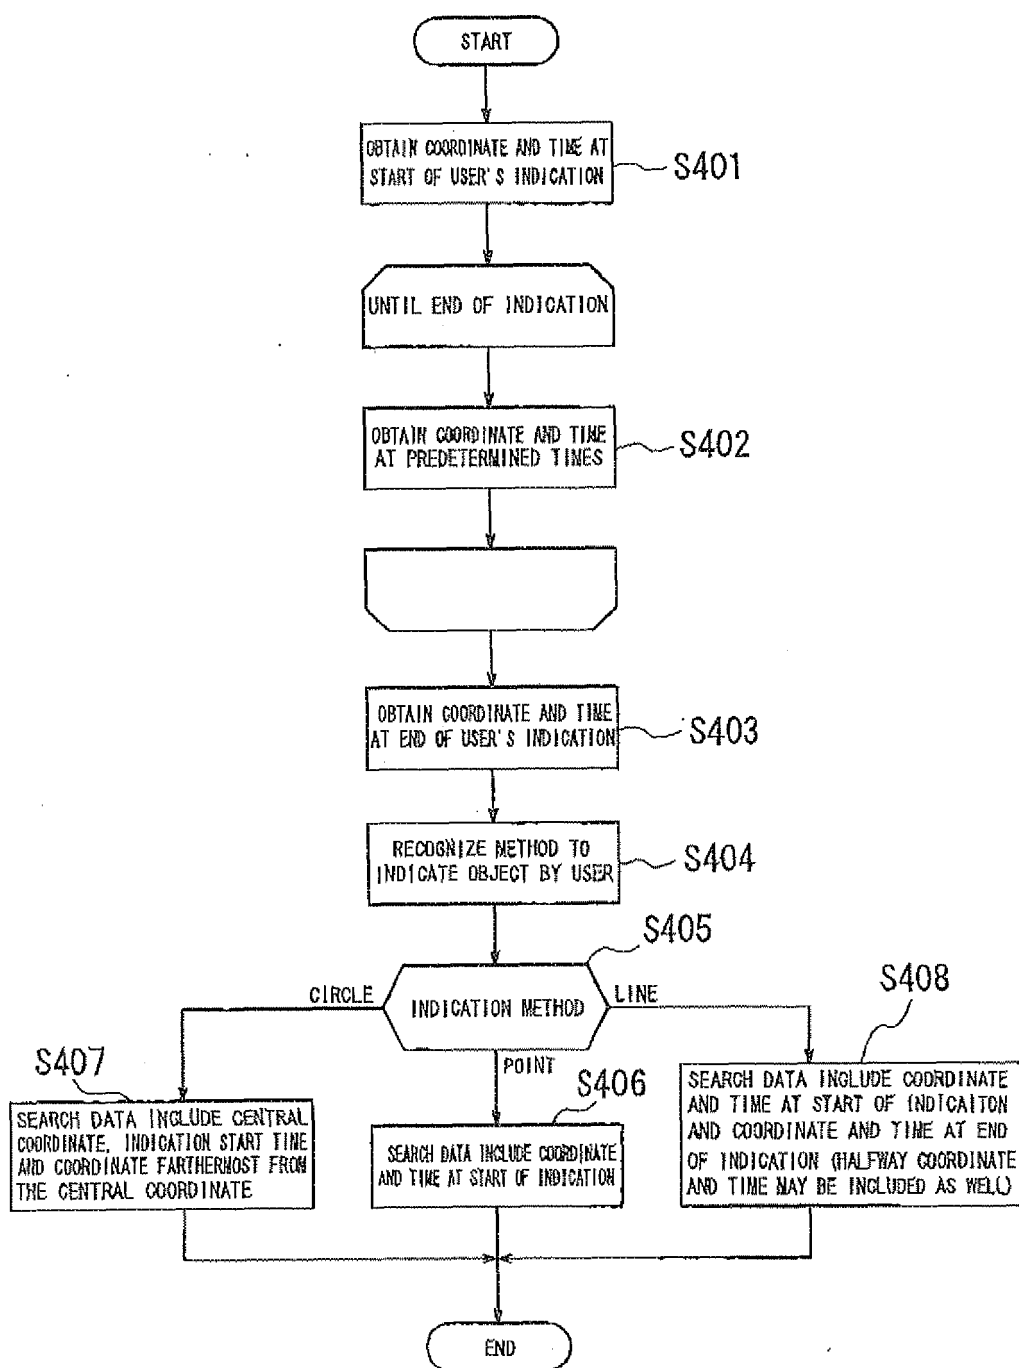 START
OBTAIN COORDINATE AND TIME AT
START OF USER'S INDICATION
S401
UNTIL END OF INDICATION
OBTAIN COORDINATE AND TIME
AT PREDETERMINED TIMES
S402
OBTAIN COORDINATE AND TIME
AT END OF USER'S INDICATION
S403
RECOGNIZE METHOD TO
INDICATE OBJECT BY USER
S404
S405
INDICATION METHOD
CIRCLE
LINE
POINT
S407
SEARCH DATA INCLUDE CENTRAL
COORDINATE, INDICATION START TIME
AND COORDINATE FARTHERMOST FROM
THE CENTRAL COORDINATE
S406
SEARCH DATA INCLUDE COORDINATE
AND TIME AT START OF INDICATION
S408
SEARCH DATA INCLUDE COORDINATE
AND TIME AT START OF INDICAITON
AND COORDINATE AND TIME AT END
OF INDICATION (HALFWAY COORDINATE
AND TIME MAY BE INCLUDED AS WELL)
END